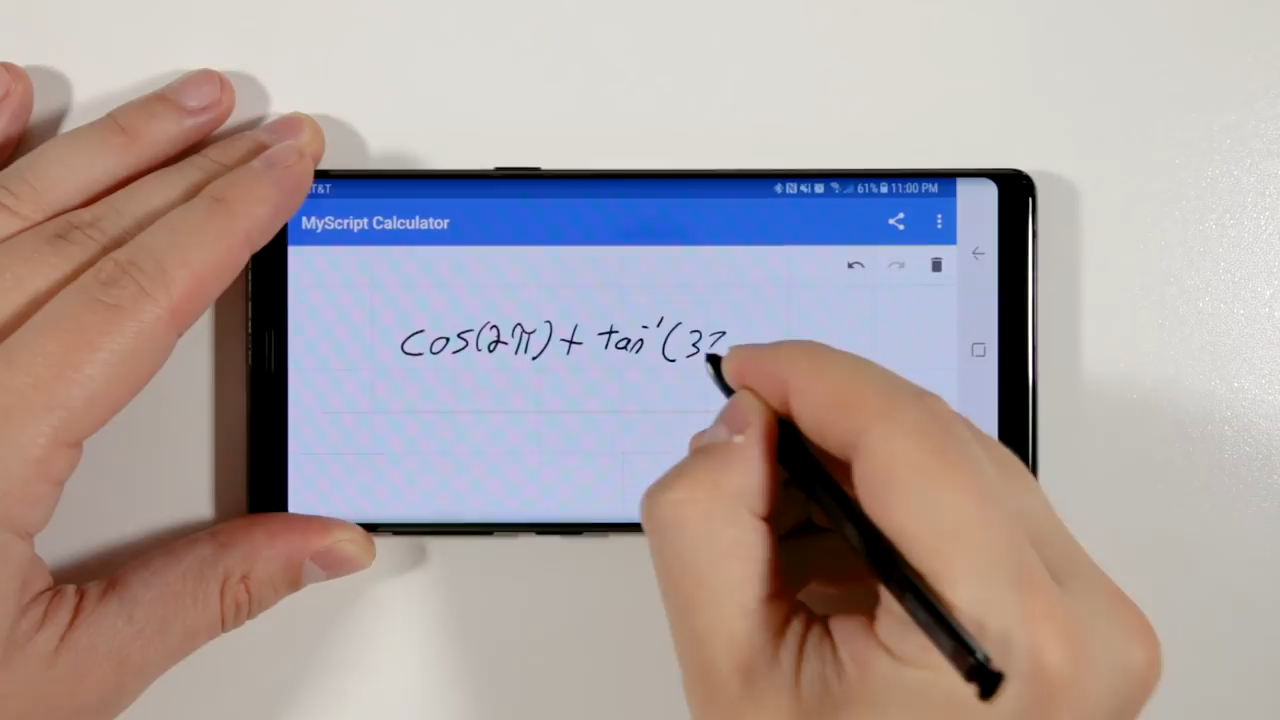 AT&T 61% 11:00 PM
MyScript Calculator
cos(2π) + tan⁻¹(3